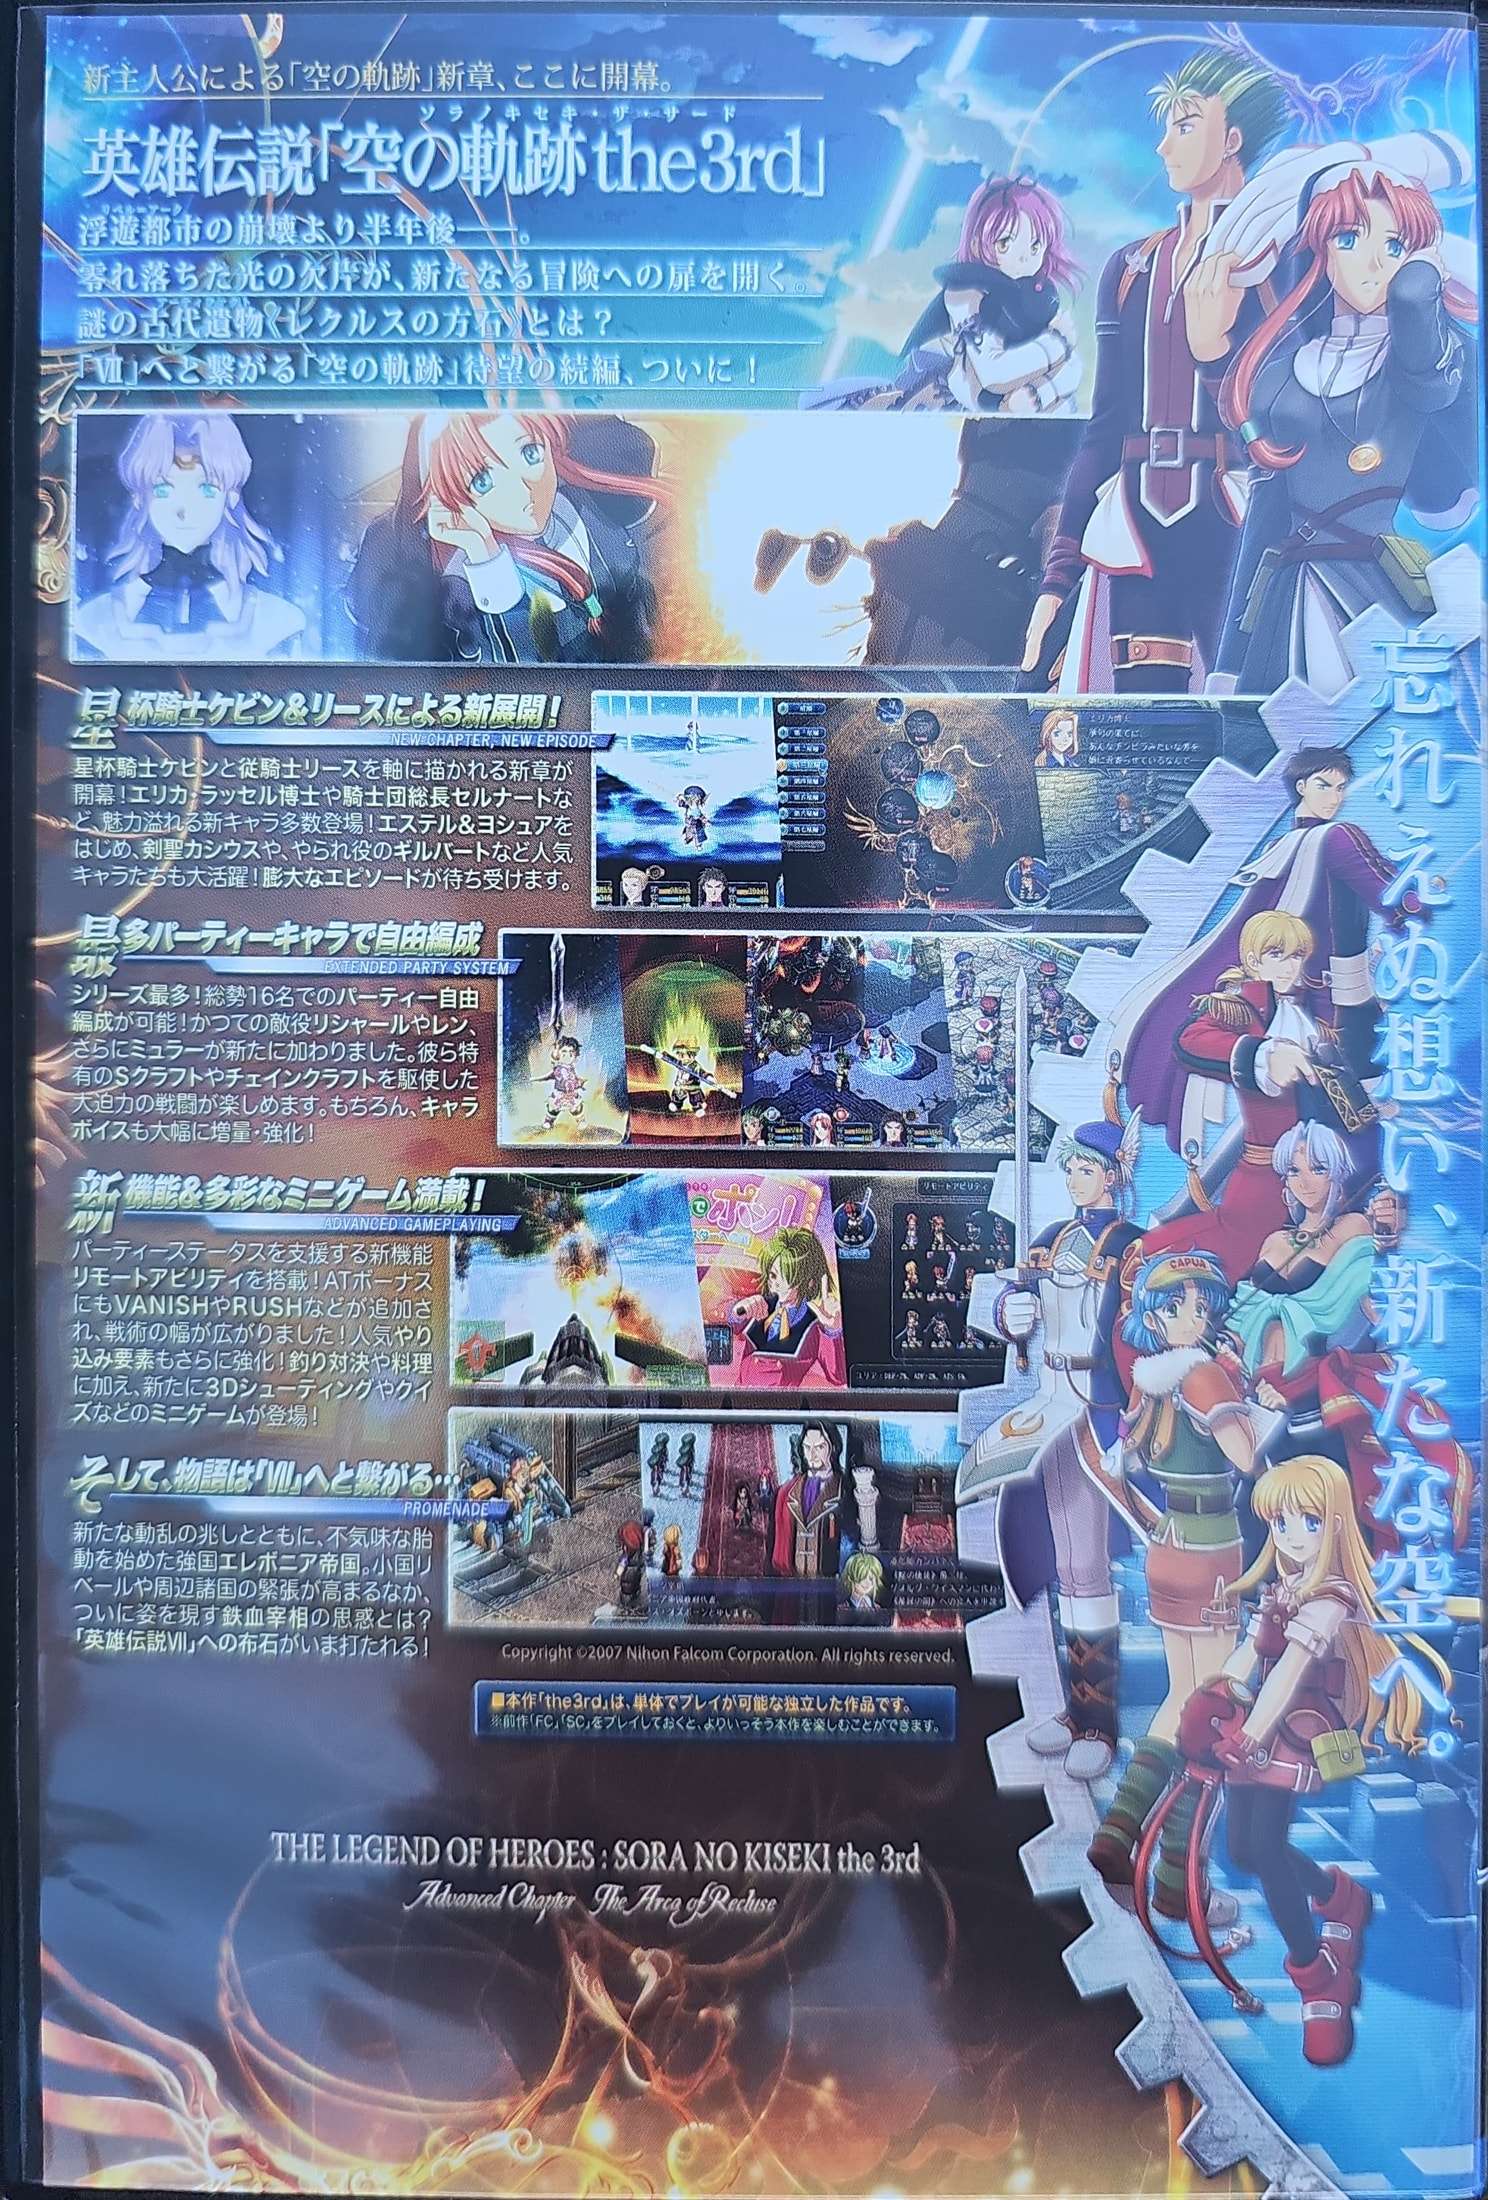 新主人公による「空の軌跡」新章、ここに開幕。
ソラノキセキ・ザ・サード
英雄伝説「空の軌跡the3rd」
リベル＝アーク
浮遊都市の崩壊より半年後――。
零れ落ちた光の欠片が、新たなる冒険への扉を開く。
謎の古代遺物《レクルスの方石》とは？
「Ⅶ」へと繋がる「空の軌跡」待望の続編、ついに！
忘れえぬ想い、新たな空へ。
星杯騎士ケビン&リースによる新展開！
NEW CHAPTER, NEW EPISODE
星杯騎士ケビンと従騎士リースを軸に描かれる新章が
開幕！エリカ・ラッセル博士や騎士団総長セルナートな
ど、魅力溢れる新キャラ多数登場！エステル&ヨシュアを
はじめ、剣聖カシウスや、やられ役のギルバートなど人気
キャラたちも大活躍！膨大なエピソードが待ち受けます。
エリカ博士
最多パーティーキャラで自由編成
EXTENDED PARTY SYSTEM
シリーズ最多！総勢16名でのパーティー自由
編成が可能！かつての敵役リシャールやレン、
さらにミュラーが新たに加わりました。彼ら特
有のSクラフトやチェインクラフトを駆使した
大迫力の戦闘が楽しめます。もちろん、キャラ
ボイスも大幅に増量・強化！
新機能&多彩なミニゲーム満載！
ADVANCED GAMEPLAYING
パーティーステータスを支援する新機能
リモートアビリティを搭載！ATボーナス
にもVANISHやRUSHなどが追加さ
れ、戦術の幅が広がりました！人気やり
込み要素もさらに強化！釣り対決や料理
に加え、新たに3Dシューティングやクイ
ズなどのミニゲームが登場！
でポン！
リモートアビリティ
CAPUA
そして、物語は「Ⅶ」へと繋がる…
PROMENADE
新たな動乱の兆しとともに、不気味な胎
動を始めた強国エレボニア帝国。小国リ
ベールや周辺諸国の緊張が高まるなか、
ついに姿を現す鉄血宰相の思惑とは？
「英雄伝説Ⅶ」への布石がいま打たれる！
Copyright ©2007 Nihon Falcom Corporation. All rights reserved.
■本作「the3rd」は、単体でプレイが可能な独立した作品です。
※前作「FC」「SC」をプレイしておくと、よりいっそう本作を楽しむことができます。
THE LEGEND OF HEROES : SORA NO KISEKI the 3rd
Advanced Chapter The Arca of Recluse